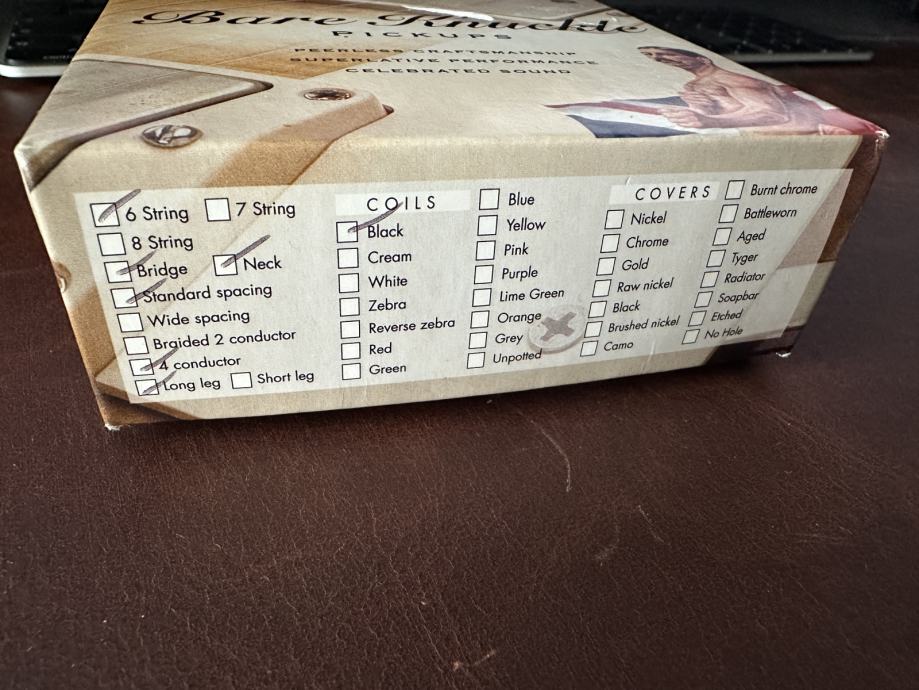 Bare Knuckle
PICKUPS
PEERLESS CRAFTSMANSHIP
SUPERLATIVE PERFORMANCE
CELEBRATED SOUND
6 String 7 String
8 String
Bridge Neck
Standard spacing
Wide spacing
Braided 2 conductor
4 conductor
Long leg Short leg
COILS
Black
Cream
White
Zebra
Reverse zebra
Red
Green
Blue
Yellow
Pink
Purple
Lime Green
Orange
Grey
Unpotted
COVERS
Nickel
Chrome
Gold
Raw nickel
Black
Brushed nickel
Camo
Burnt chrome
Battleworn
Aged
Tyger
Radiator
Soapbar
Etched
No Hole